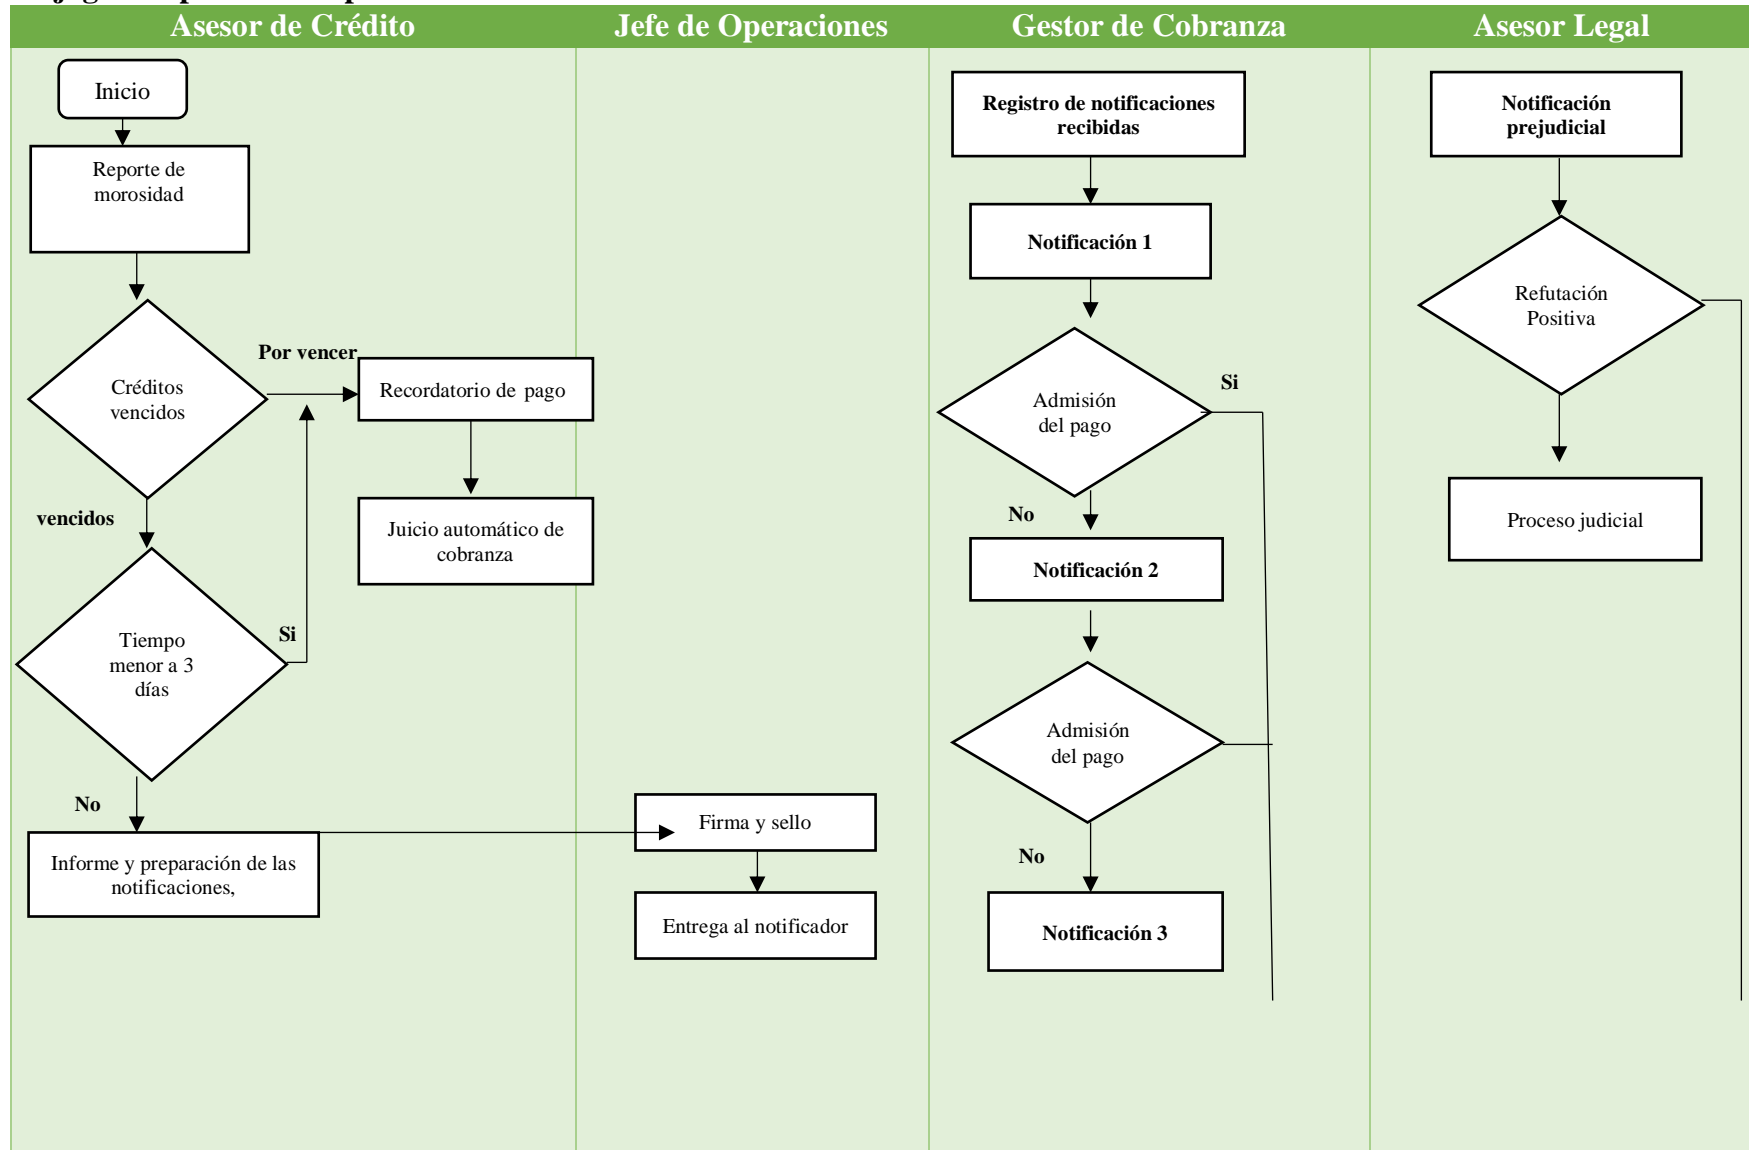 Asesor de Crédito
Jefe de Operaciones
Gestor de Cobranza
Asesor Legal
Inicio
Reporte de
morosidad
Créditos
vencidos
Por vencer
Recordatorio de pago
Juicio automático de
cobranza
vencidos
Tiempo
menor a 3
días
Si
No
Informe y preparación de las
notificaciones,
Firma y sello
Entrega al notificador
Registro de notificaciones
recibidas
Notificación 1
Admisión
del pago
Si
No
Notificación 2
Admisión
del pago
No
Notificación 3
Notificación
prejudicial
Refutación
Positiva
Proceso judicial